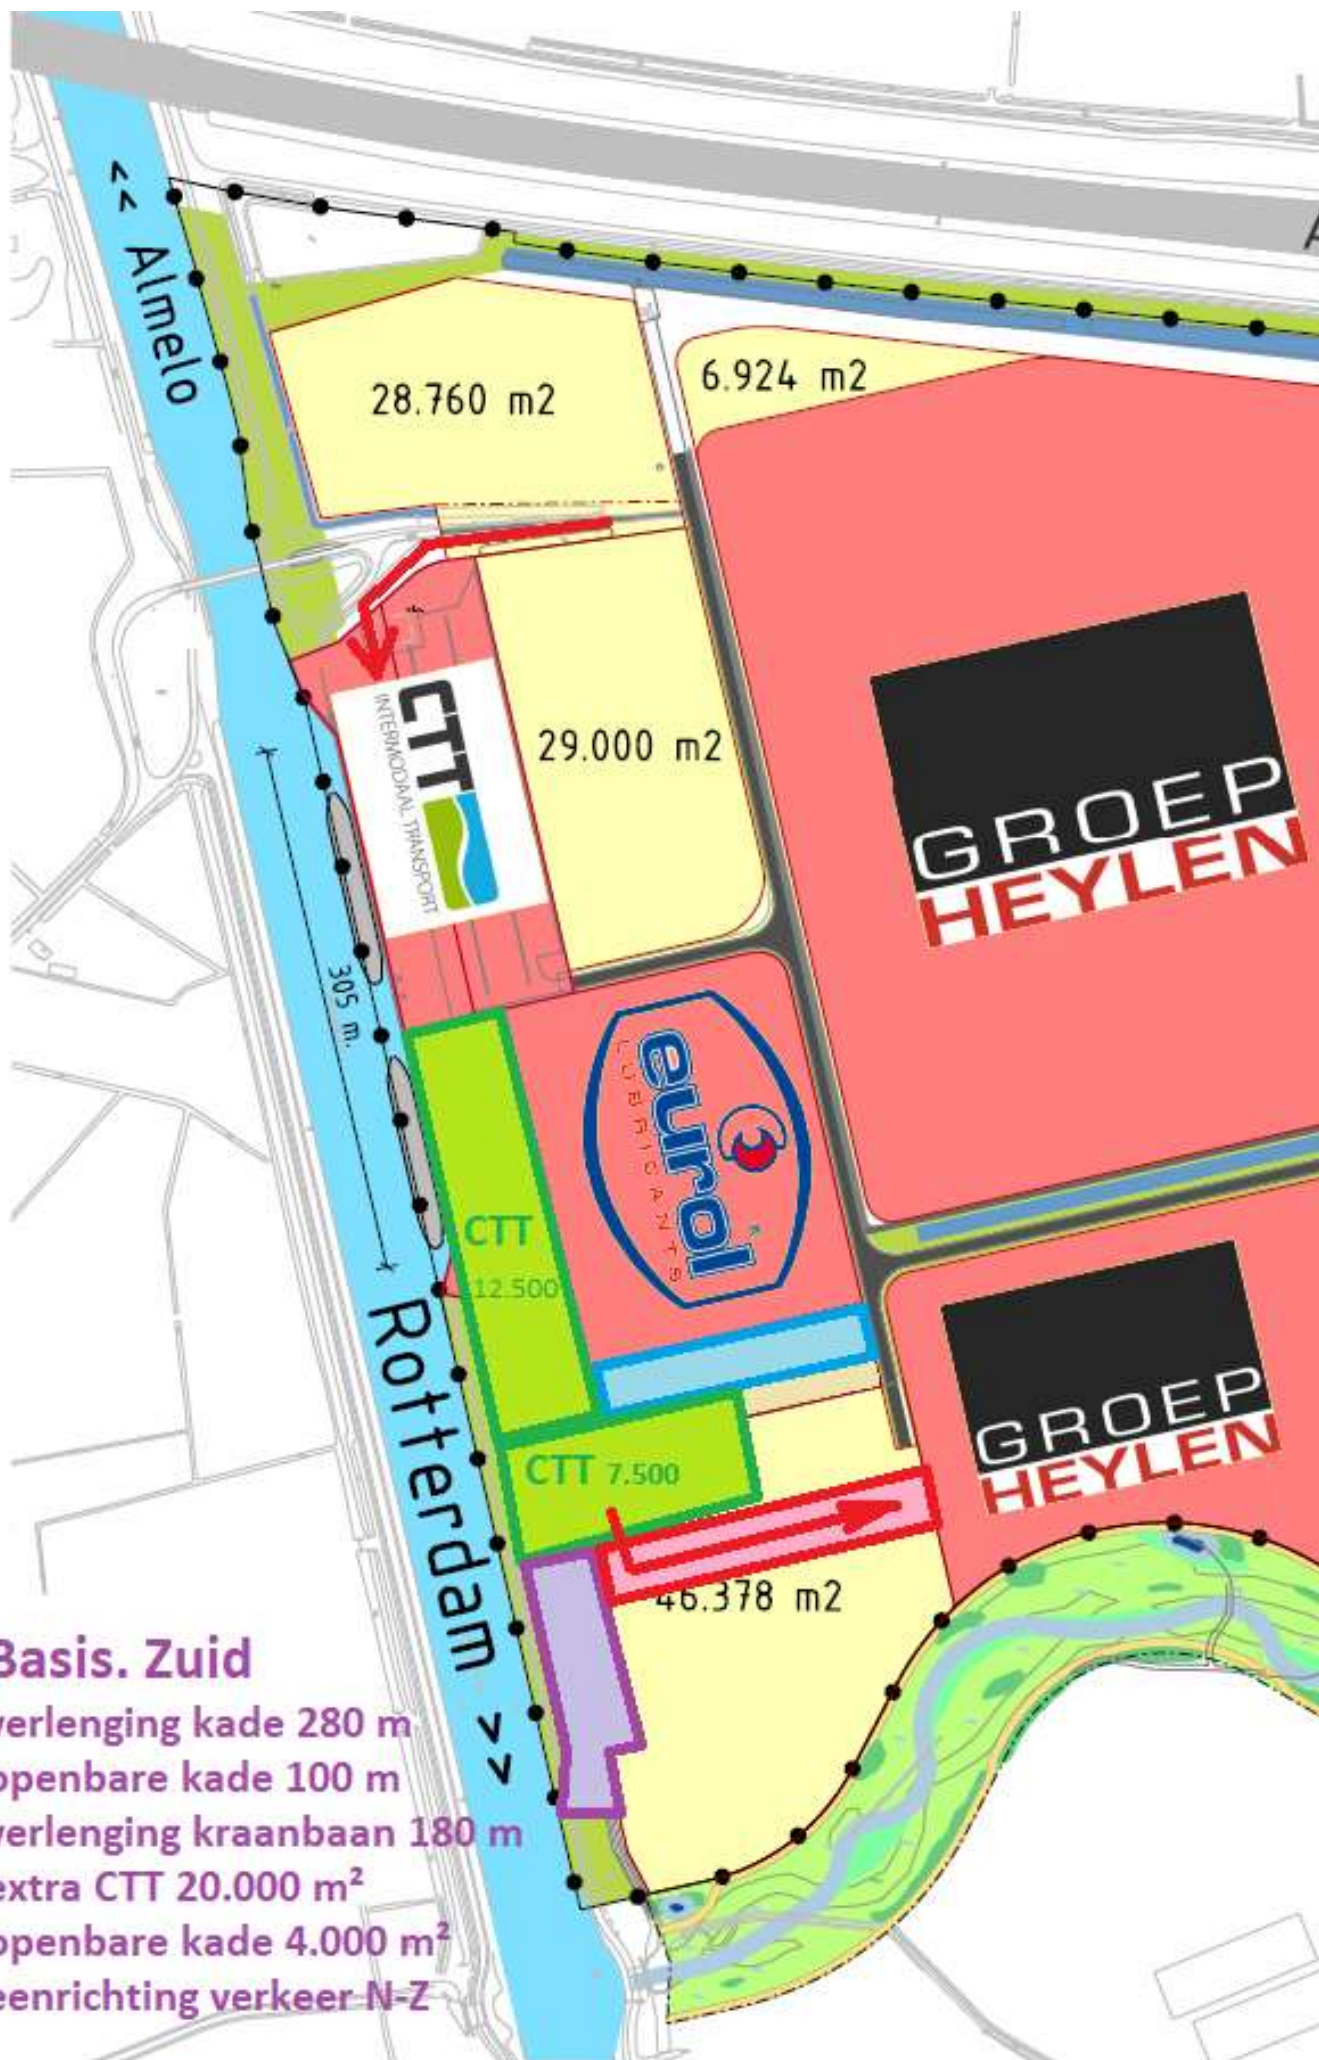 << Almelo
28.760 m2
6.924 m2
CTT
INTERMODAAL TRANSPORT
29.000 m2
GROEP
HEYLEN
305 m.
eurol
LUBRICANTS
CTT
12.500
GROEP
HEYLEN
Rotterdam >>
CTT 7.500
46.378 m2
Basis. Zuid
verlenging kade 280 m
openbare kade 100 m
verlenging kraanbaan 180 m
extra CTT 20.000 m²
openbare kade 4.000 m²
eenrichting verkeer N-Z